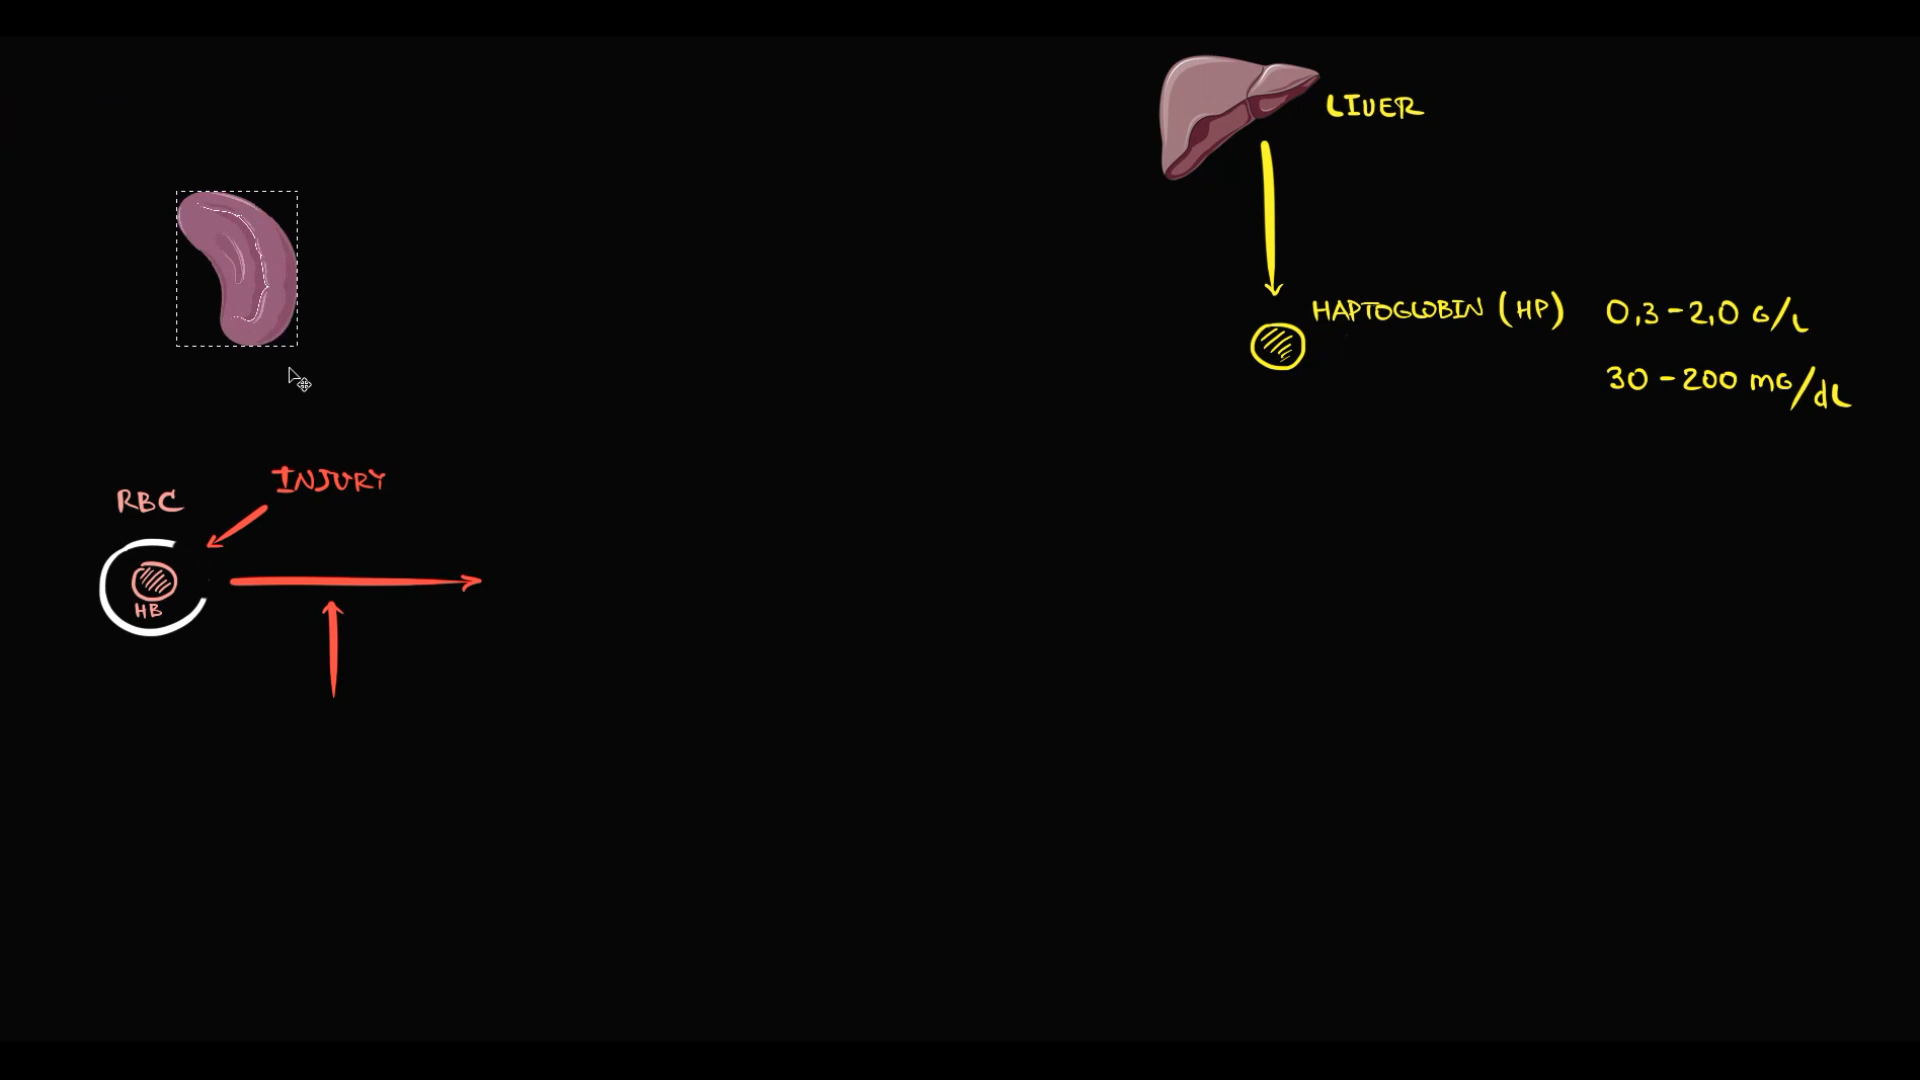 LIVER
HAPTOGLOBIN (HP) 0,3-2,0 G/L
30-200 mG/dL
INJURY
RBC
HB